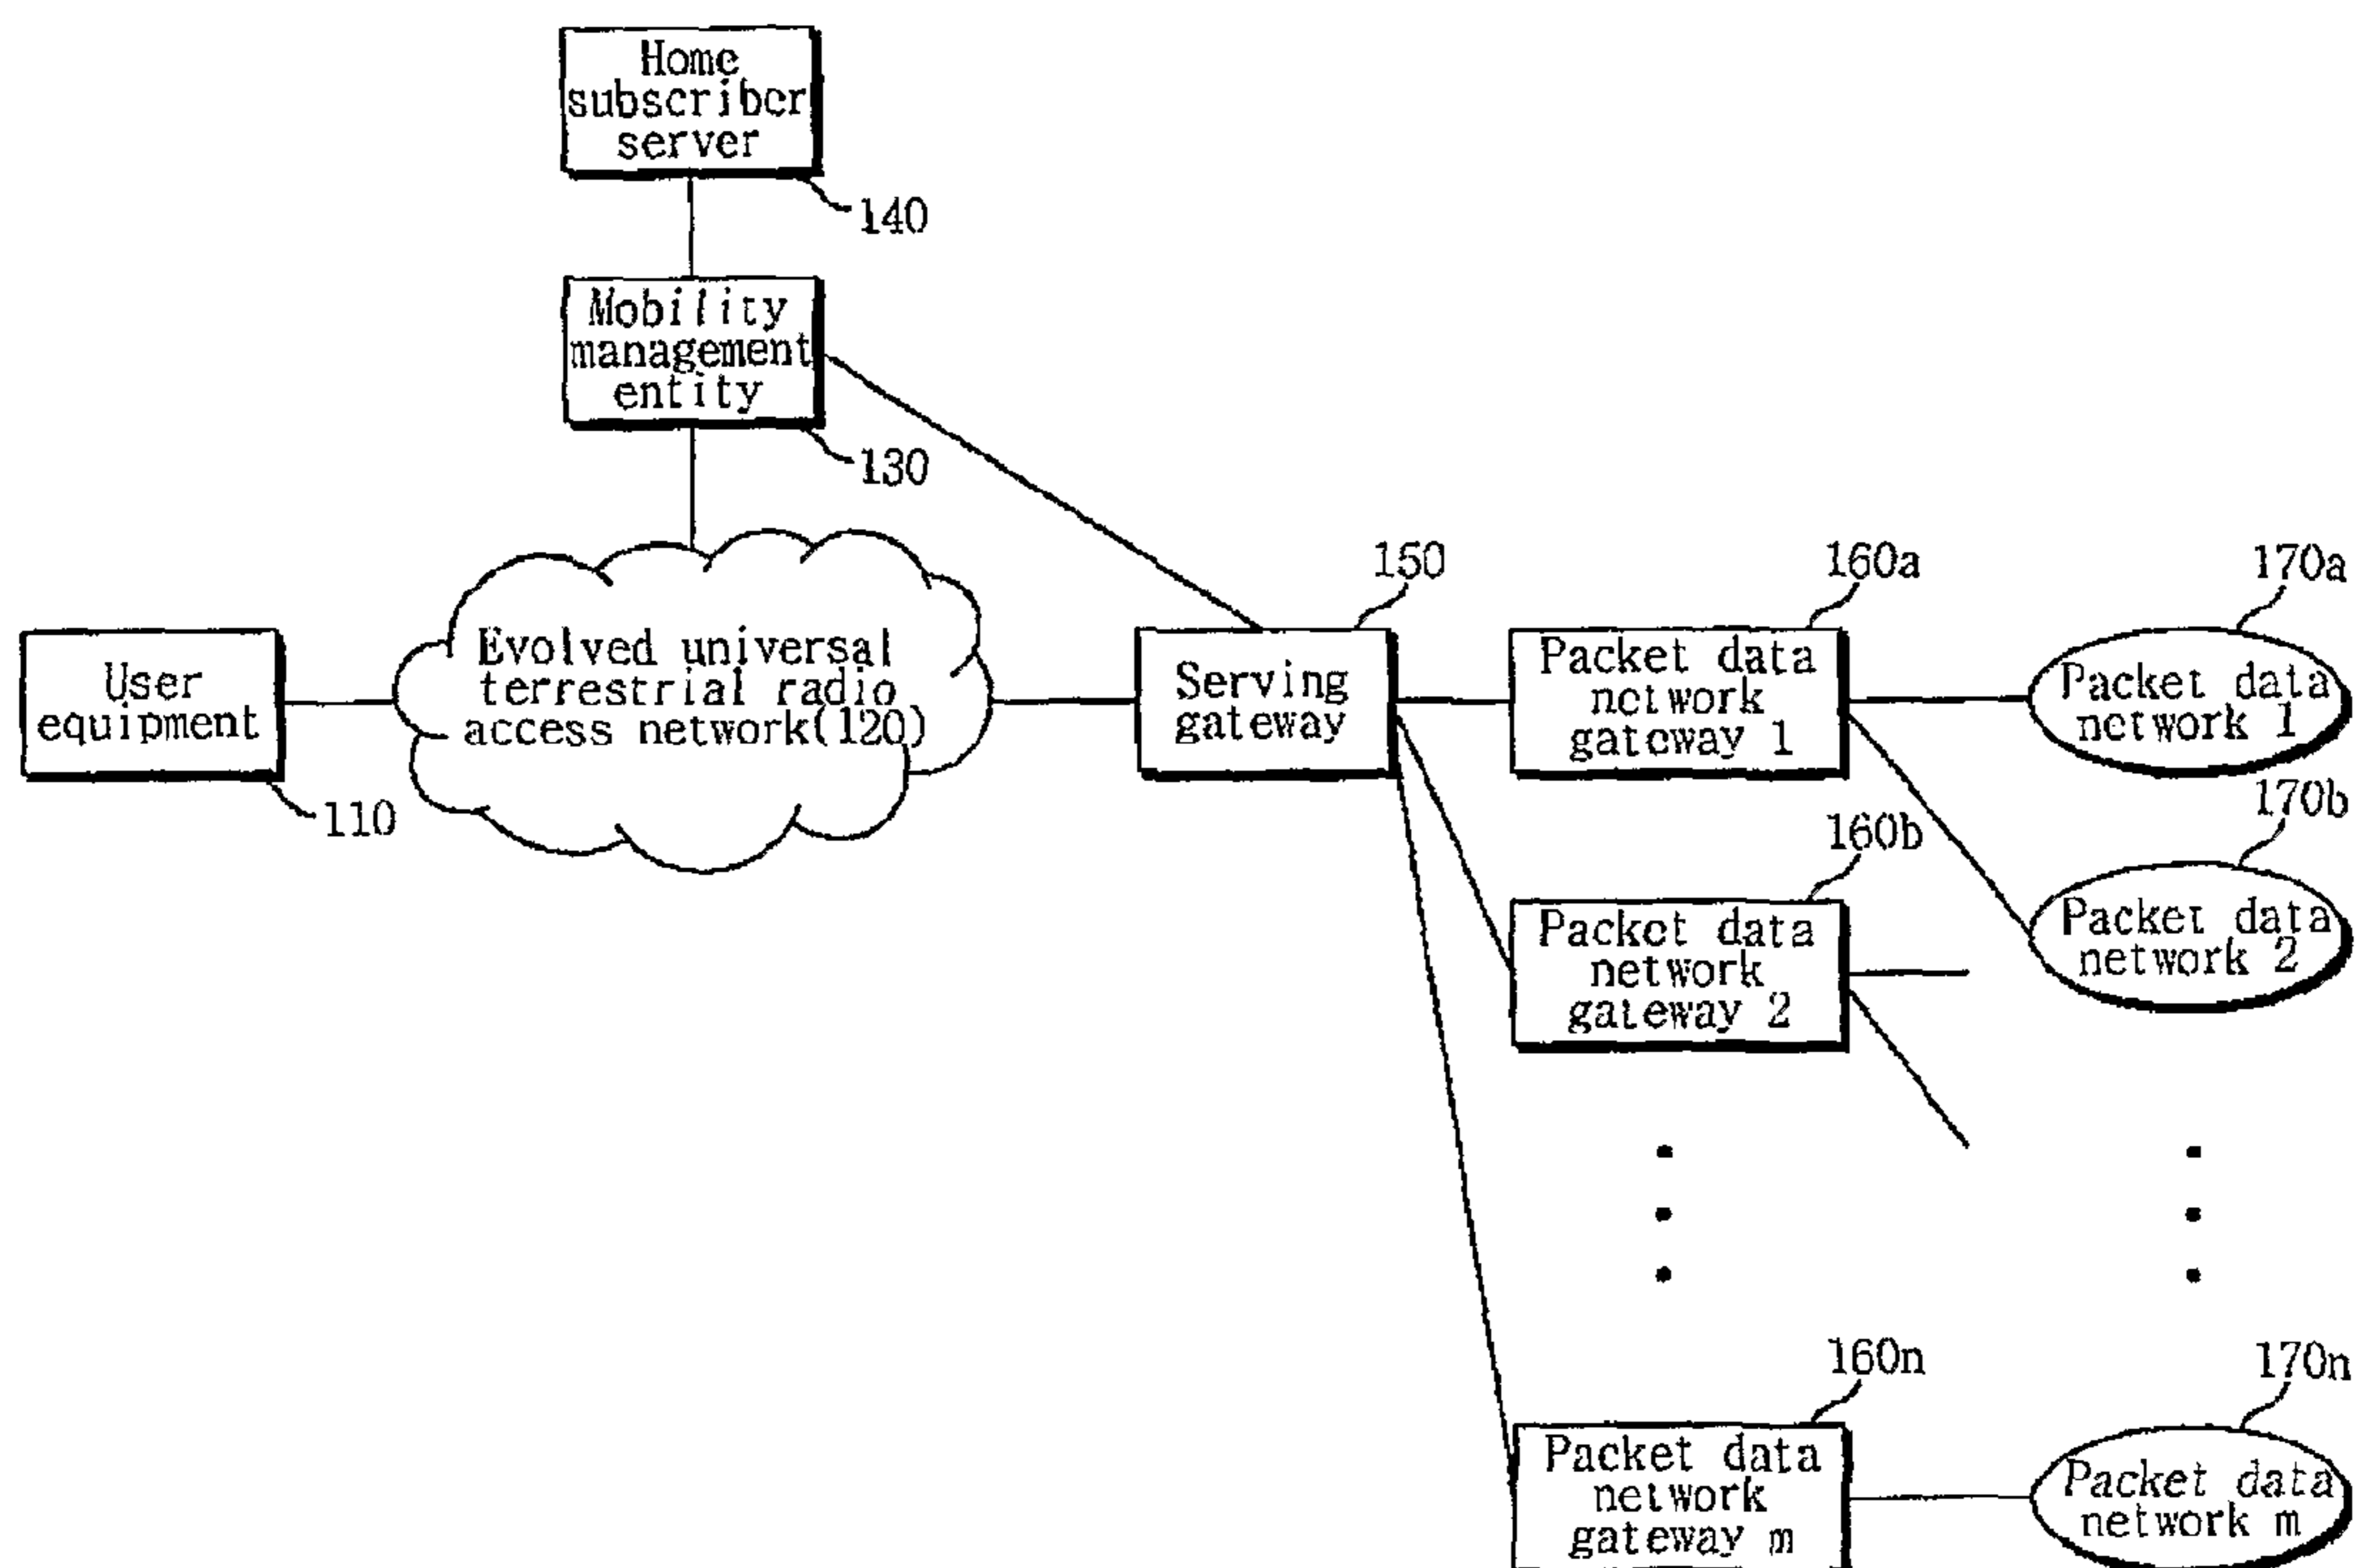 Home
subscriber
server
140
Mobility
management
entity
130
User
equipment
110
Evolved universal
terrestrial radio
access network(120)
150
Serving
gateway
160a
Packet data
network
gateway 1
170a
Packet data
network 1
160b
Packet data
network
gateway 2
170b
Packet data
network 2
160n
Packet data
network
gateway m
170n
Packet data
network m